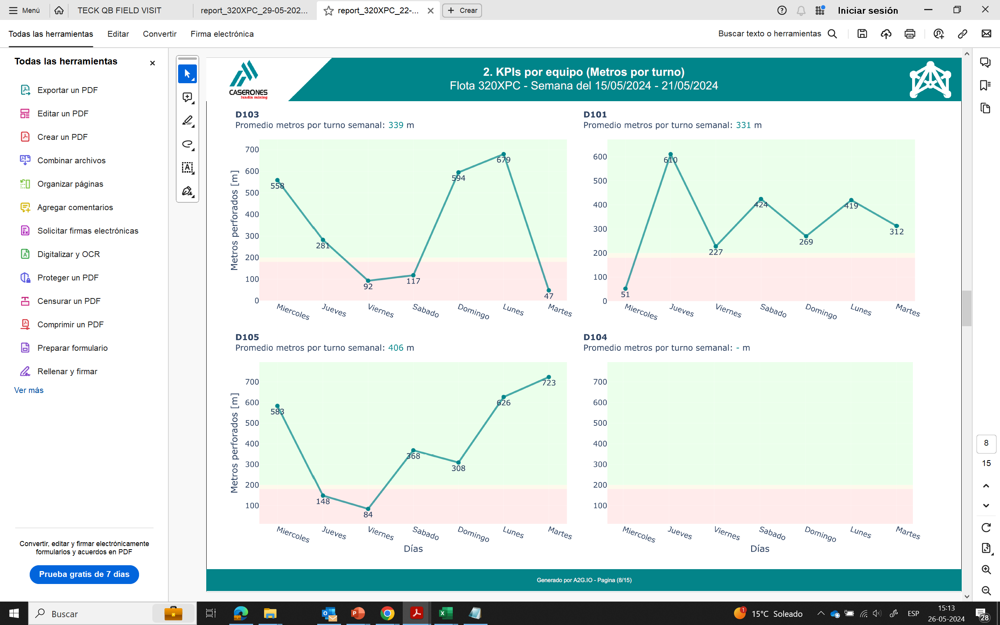 Menú
TECK QB FIELD VISIT
report_320XPC_29-05-202...
report_320XPC_22-...
Crear
Iniciar sesión
Todas las herramientas
Editar
Convertir
Firma electrónica
Buscar texto o herramientas
Todas las herramientas
Exportar un PDF
Editar un PDF
Crear un PDF
Combinar archivos
Organizar páginas
Agregar comentarios
Solicitar firmas electrónicas
Digitalizar y OCR
Proteger un PDF
Censurar un PDF
Comprimir un PDF
Preparar formulario
Rellenar y firmar
Ver más
Convertir, editar y firmar electrónicamente
formularios y acuerdos en PDF
Prueba gratis de 7 días
CASERONES
lundin mining
2. KPIs por equipo (Metros por turno)
Flota 320XPC - Semana del 15/05/2024 - 21/05/2024
D103
Promedio metros por turno semanal: 339 m
Metros perforados [m]
700
600
500
400
300
200
100
0
558
281
92
117
594
679
47
Miercoles
Jueves
Viernes
Sabado
Domingo
Lunes
Martes
D101
Promedio metros por turno semanal: 331 m
600
500
400
300
200
100
0
51
610
227
424
269
419
312
Miercoles
Jueves
Viernes
Sabado
Domingo
Lunes
Martes
D105
Promedio metros por turno semanal: 406 m
Metros perforados [m]
700
600
500
400
300
200
100
583
148
84
368
308
626
723
Miercoles
Jueves
Viernes
Sabado
Domingo
Lunes
Martes
Días
D104
Promedio metros por turno semanal: - m
700
600
500
400
300
200
100
Miercoles
Jueves
Viernes
Sabado
Domingo
Lunes
Martes
Días
Generado por A2G.IO - Pagina (8/15)
8
15
Buscar
1
15°C Soleado
ESP
15:13
26-05-2024
28